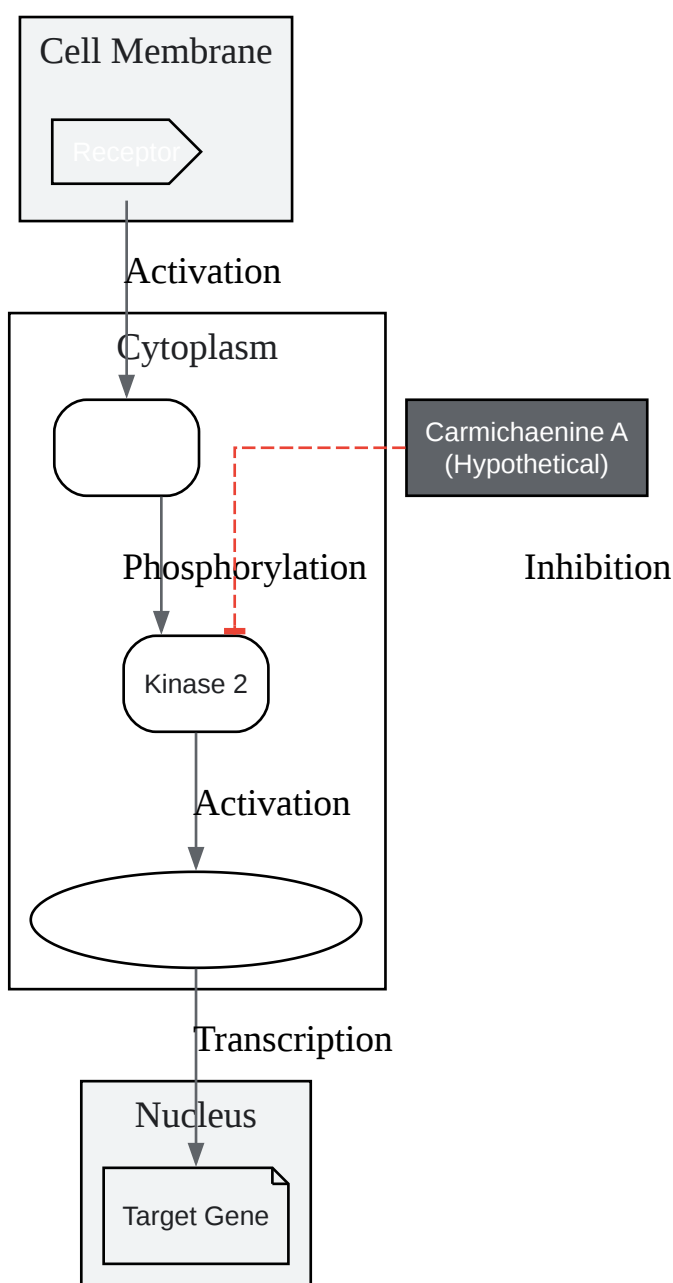 Cell Membrane
Receptor
Activation
Cytoplasm
Carmichaenine A
(Hypothetical)
Phosphorylation
Inhibition
Kinase 2
Activation
Transcription
Nucleus
Target Gene